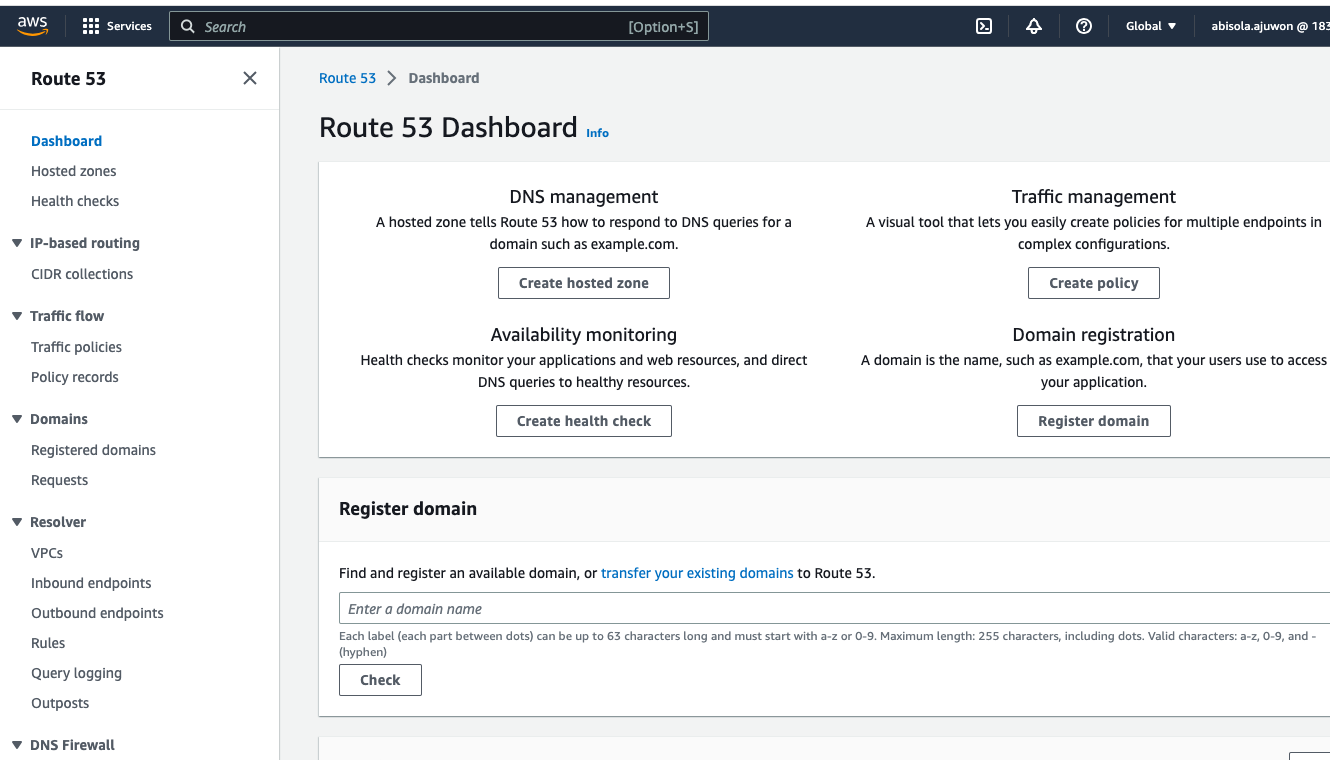 aws
Services
Search
[Option+S]
Global
abisola.ajuwon @ 183
Route 53
Dashboard
Hosted zones
Health checks
IP-based routing
CIDR collections
Traffic flow
Traffic policies
Policy records
Domains
Registered domains
Requests
Resolver
VPCs
Inbound endpoints
Outbound endpoints
Rules
Query logging
Outposts
DNS Firewall
Route 53 > Dashboard
Route 53 Dashboard Info
DNS management
A hosted zone tells Route 53 how to respond to DNS queries for a
domain such as example.com.
Create hosted zone
Traffic management
A visual tool that lets you easily create policies for multiple endpoints in
complex configurations.
Create policy
Availability monitoring
Health checks monitor your applications and web resources, and direct
DNS queries to healthy resources.
Create health check
Domain registration
A domain is the name, such as example.com, that your users use to access
your application.
Register domain
Register domain
Find and register an available domain, or transfer your existing domains to Route 53.
Enter a domain name
Each label (each part between dots) can be up to 63 characters long and must start with a-z or 0-9. Maximum length: 255 characters, including dots. Valid characters: a-z, 0-9, and -
(hyphen)
Check